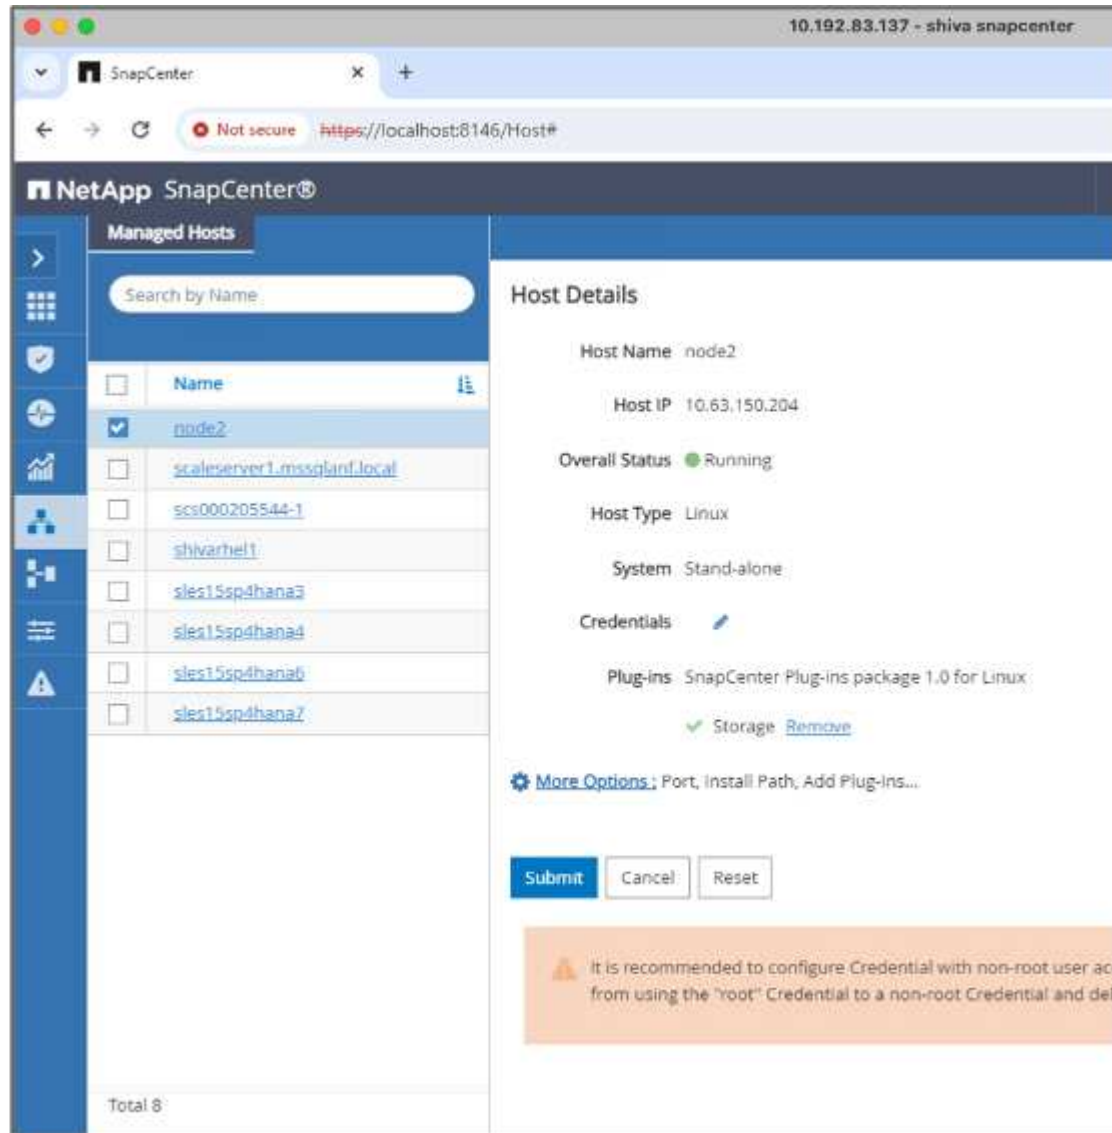 10.192.83.137 - shiva snapcenter
SnapCenter
Not secure https://localhost:8146/Host#
NetApp SnapCenter®
Managed Hosts
Search by Name
Name
node2
scaleserver1.mssqlanf.local
scs000205544-1
shivarhel1
sles15sp4hana3
sles15sp4hana4
sles15sp4hana6
sles15sp4hana7
Total 8
Host Details
Host Name node2
Host IP 10.63.150.204
Overall Status Running
Host Type Linux
System Stand-alone
Credentials
Plug-ins SnapCenter Plug-ins package 1.0 for Linux
Storage Remove
More Options : Port, Install Path, Add Plug-Ins...
Submit Cancel Reset
It is recommended to configure Credential with non-root user ac
from using the "root" Credential to a non-root Credential and del